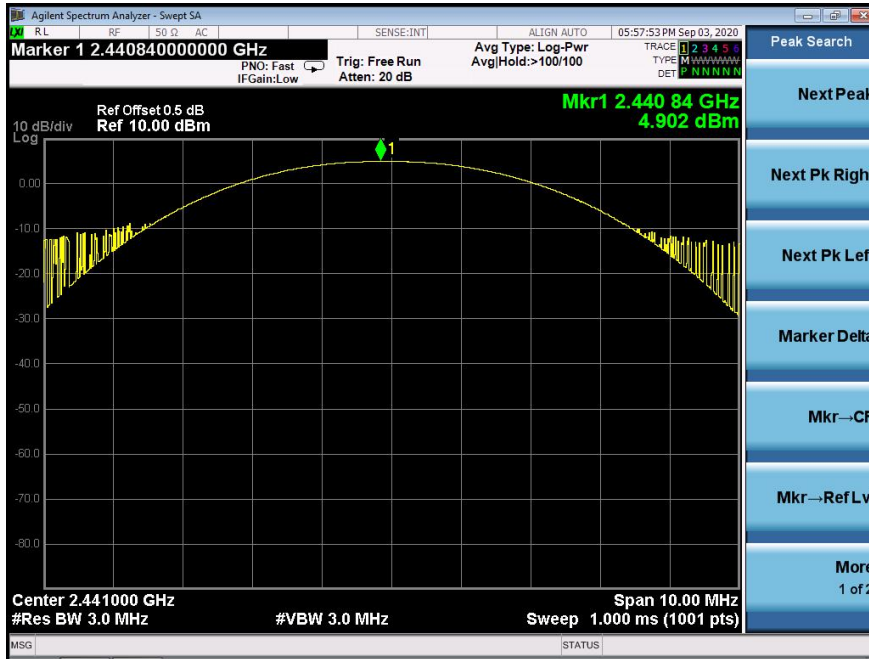 Agilent Spectrum Analyzer - Swept SA
LXI RL RF 50 Ω AC SENSE:INT ALIGN AUTO 05:57:53 PM Sep 03, 2020
Marker 1 2.440840000000 GHz
PNO: Fast
IFGain:Low
Trig: Free Run
Atten: 20 dB
Avg Type: Log-Pwr
Avg|Hold:>100/100
TRACE 1 2 3 4 5 6
TYPE M WWWWW
DET P N N N N N
Mkr1 2.440 84 GHz
4.902 dBm
Ref Offset 0.5 dB
Ref 10.00 dBm
10 dB/div
Log
1
0.00
-10.0
-20.0
-30.0
-40.0
-50.0
-60.0
-70.0
-80.0
Center 2.441000 GHz
Span 10.00 MHz
#Res BW 3.0 MHz
#VBW 3.0 MHz
Sweep 1.000 ms (1001 pts)
MSG
STATUS
Peak Search
Next Peak
Next Pk Righ
Next Pk Lef
Marker Delta
Mkr→CF
Mkr→Ref Lv
More
1 of 2